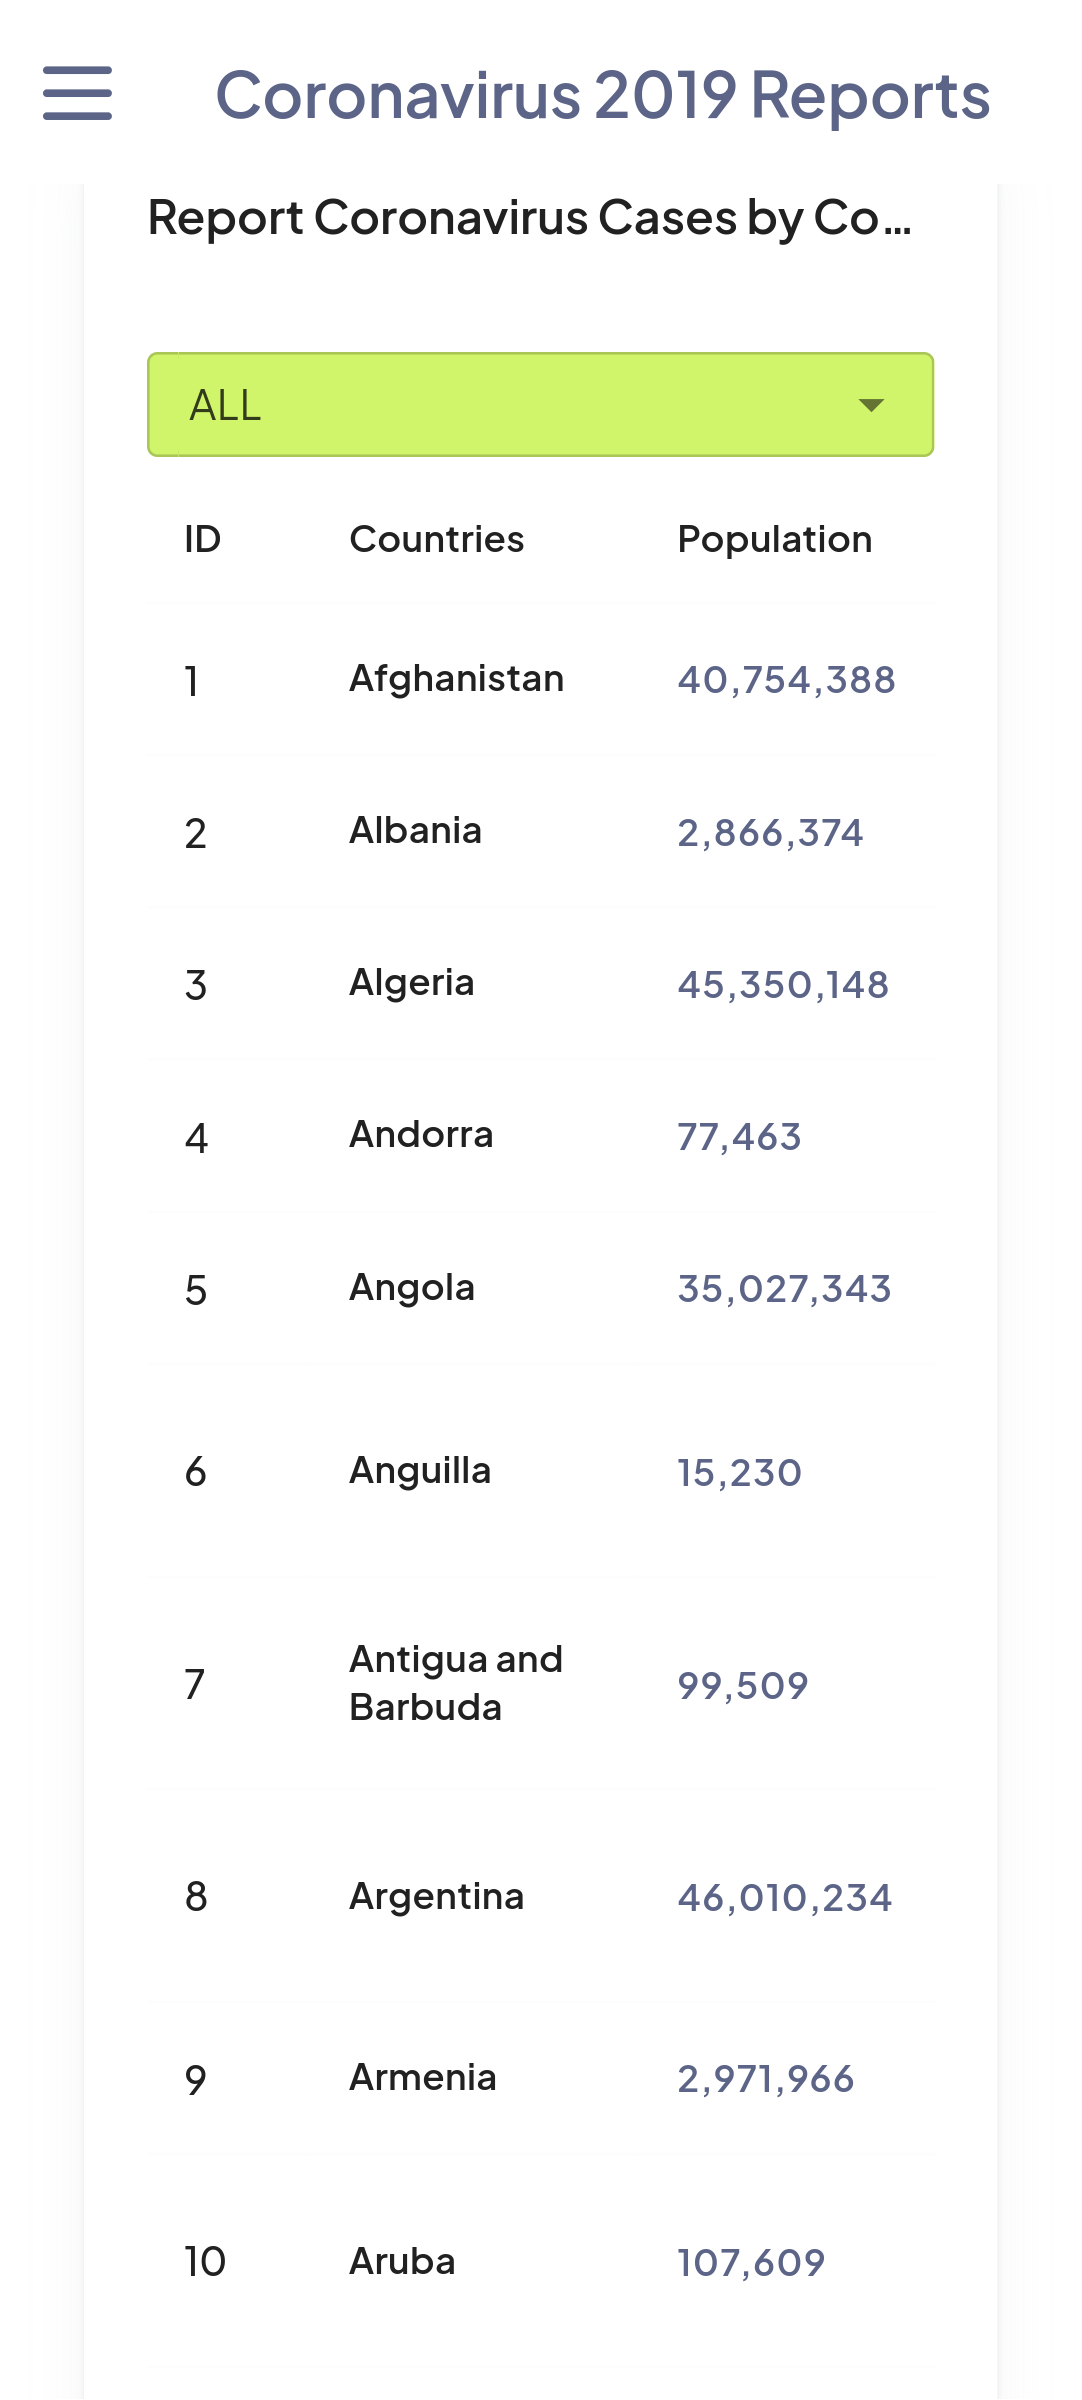 Coronavirus 2019 Reports
Report Coronavirus Cases by Co...
ALL
ID Countries Population
1 Afghanistan 40,754,388
2 Albania 2,866,374
3 Algeria 45,350,148
4 Andorra 77,463
5 Angola 35,027,343
6 Anguilla 15,230
7 Antigua and
Barbuda 99,509
8 Argentina 46,010,234
9 Armenia 2,971,966
10 Aruba 107,609